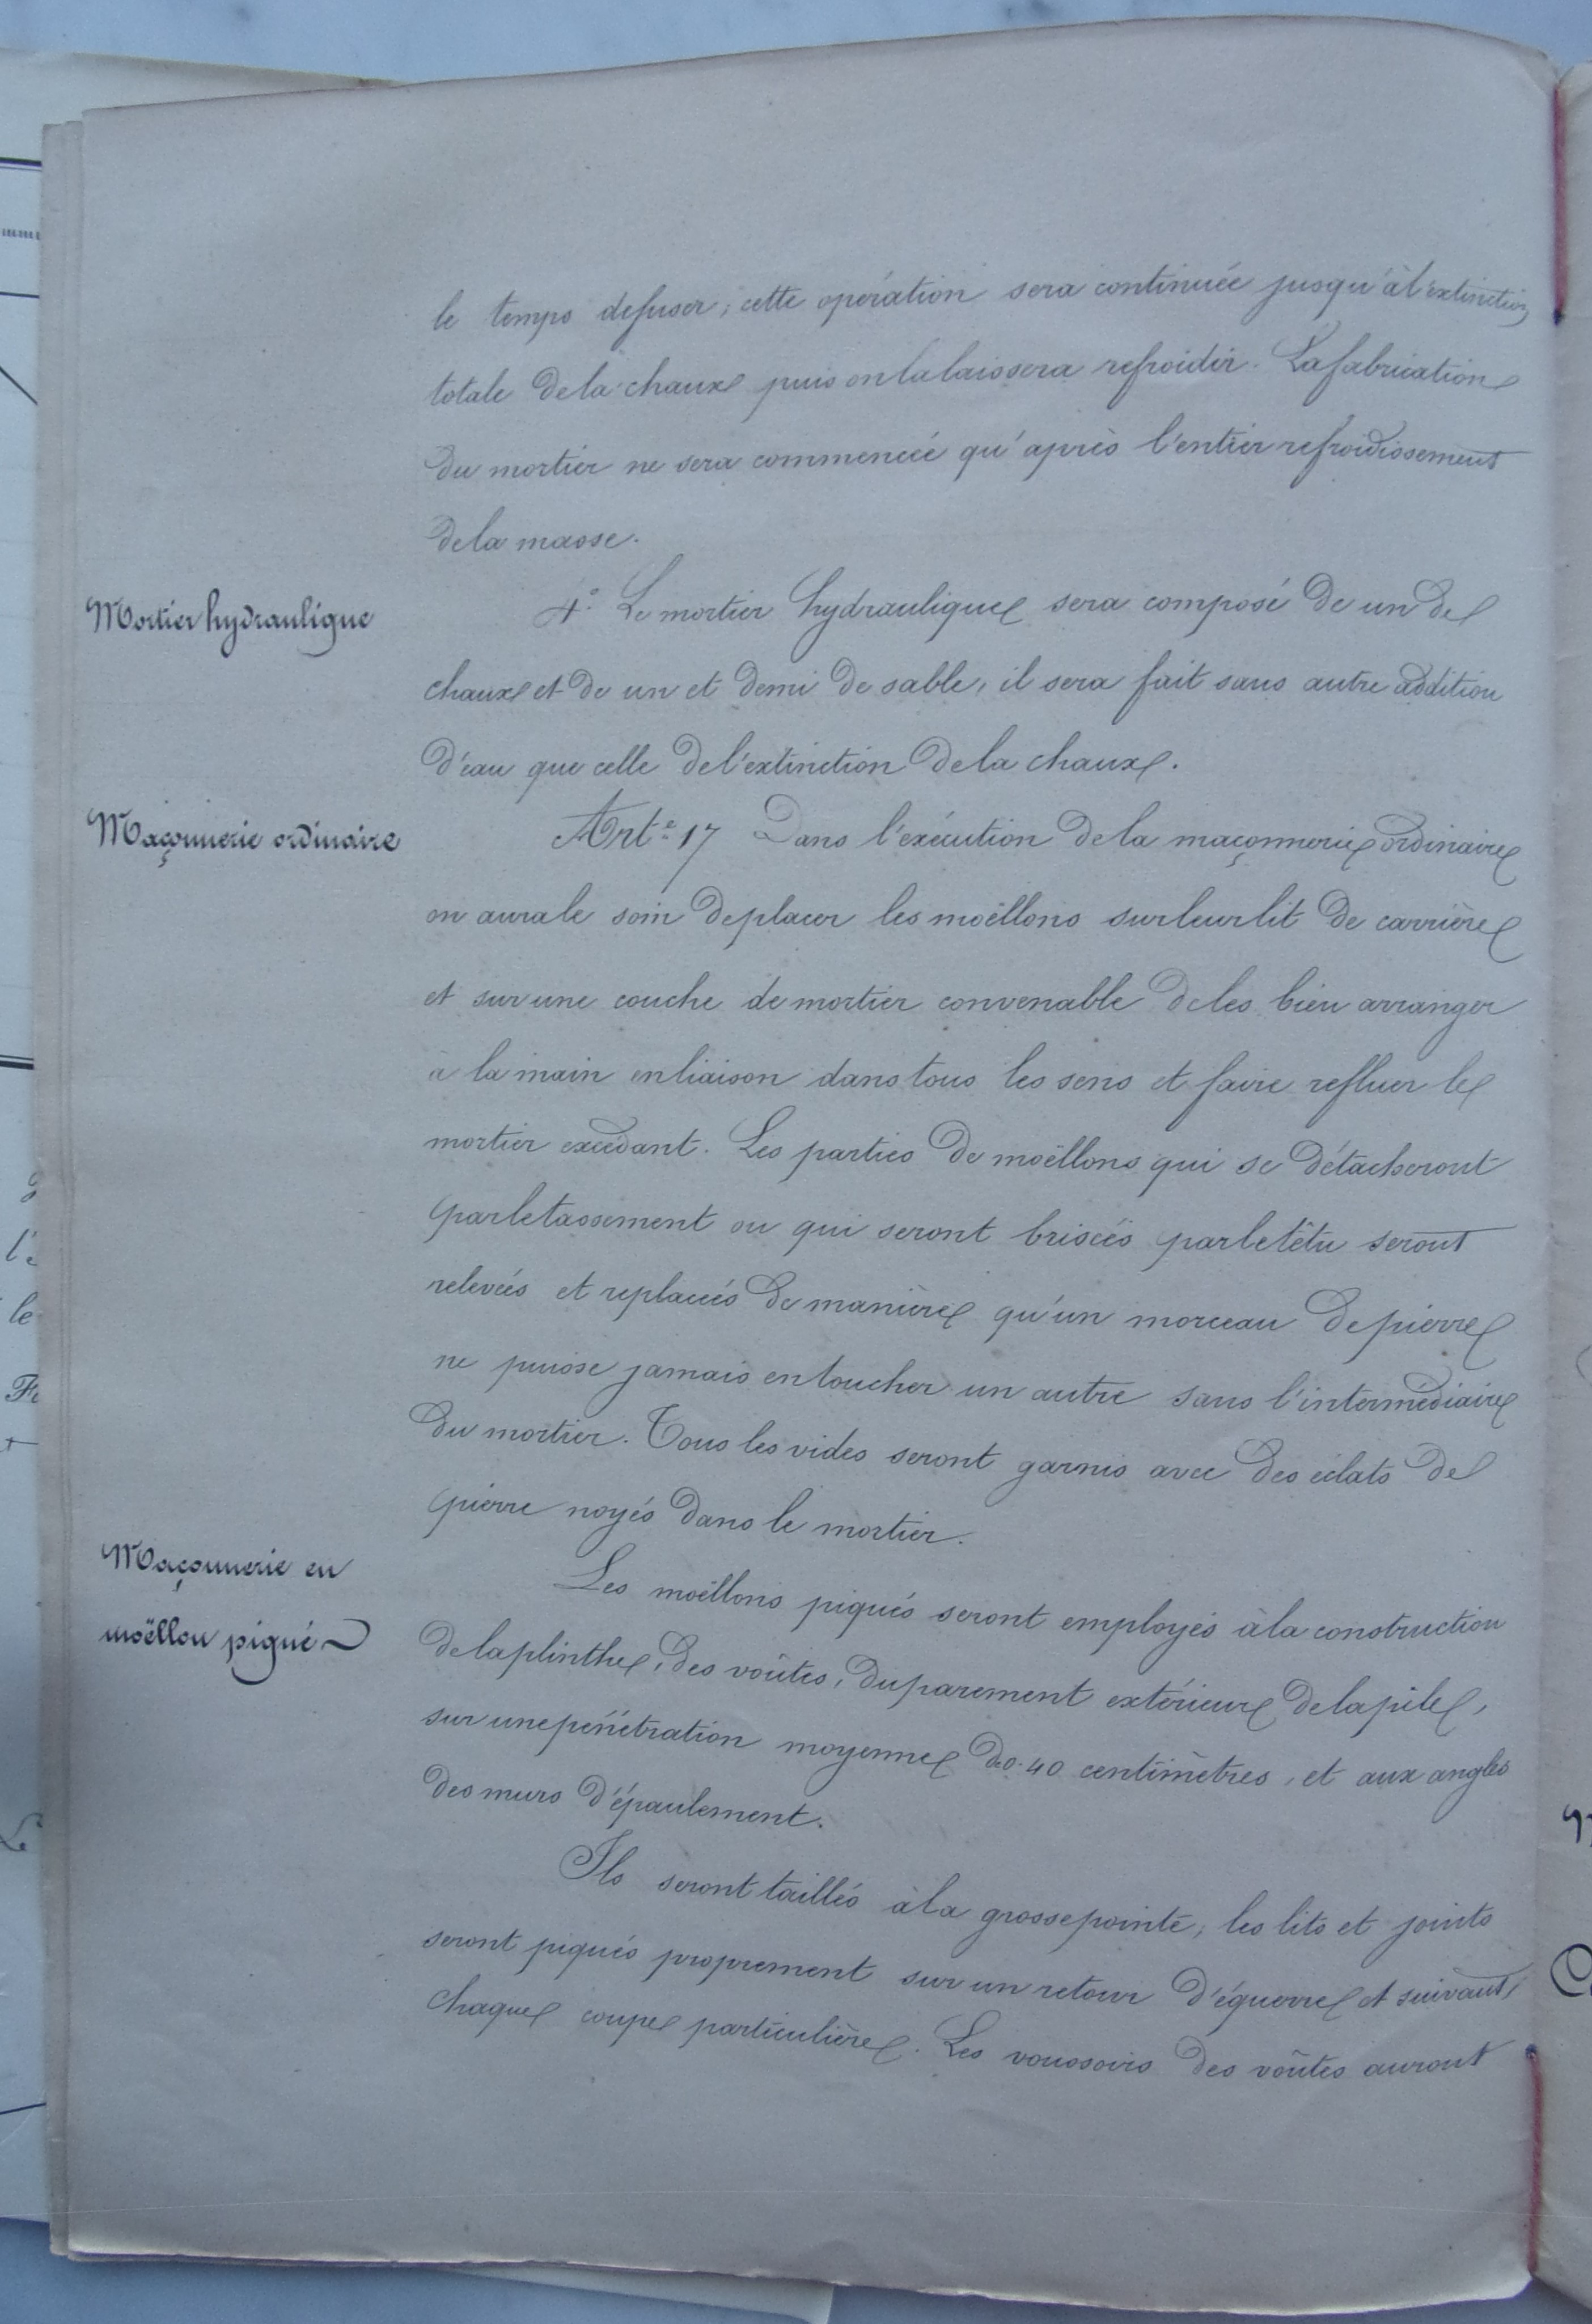 le temps de fuser, cette opération sera continuée jusqu'à l'extinction
totale de la chaux puis on la laissera refroidir. La fabrication
du mortier ne sera commencée qu'après l'entier refroidissement
de la masse.
Mortier hydraulique
4° Le mortier hydraulique sera composé de un de
chaux et de un et demi de sable, il sera fait sans autre addition
d'eau que celle de l'extinction de la chaux.
Maçonnerie ordinaire
Art.e 17 Dans l'exécution de la maçonnerie ordinaire
on aura le soin de placer les moëllons sur leur lit de carrière
et sur une couche de mortier convenable de les bien arranger
à la main en liaison dans tous les sens et faire refluer le
mortier excédant. Les parties de moëllons qui se détacheront
par le tassement ou qui seront brisées par le têtu seront
relevées et replacées de manière qu'un morceau de pierre
ne puisse jamais en toucher un autre sans l'intermédiaire
du mortier. Tous les vides seront garnis avec des éclats de
pierre noyés dans le mortier.
Maçonnerie en
moëllon piqué
Les moëllons piqués seront employés à la construction
de la plinthe, des voûtes, du parement extérieur de la pile,
sur une pénétration moyenne de 0.40 centimètres, et aux angles
des murs d'épaulement.
Ils seront taillés à la grosse pointe, les lits et joints
seront piqués proprement sur un retour d'équerre et suivant
chaque coupe particulière. Les voussoirs des voûtes auront